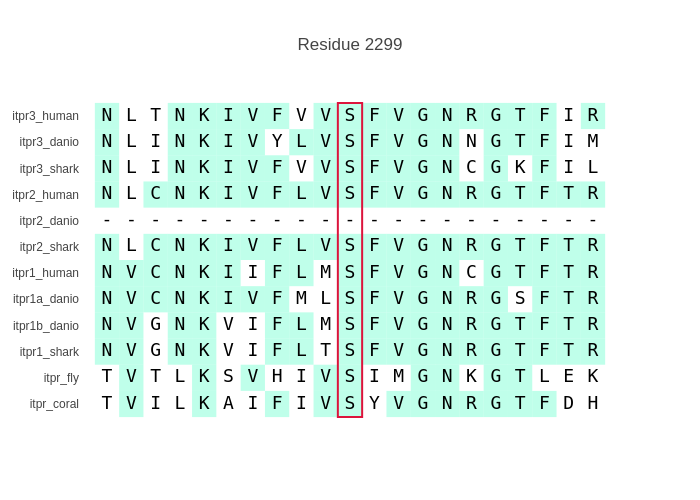 Residue 2299
itpr3_human N L T N K I V F V V S F V G N R G T F I R
itpr3_danio N L I N K I V Y L V S F V G N N G T F I M
itpr3_shark N L I N K I V F V V S F V G N C G K F I L
itpr2_human N L C N K I V F L V S F V G N R G T F T R
itpr2_danio - - - - - - - - - - - - - - - - - - - - -
itpr2_shark N L C N K I V F L V S F V G N R G T F T R
itpr1_human N V C N K I I F L M S F V G N C G T F T R
itpr1a_danio N V C N K I V F M L S F V G N R G S F T R
itpr1b_danio N V G N K V I F L M S F V G N R G T F T R
itpr1_shark N V G N K V I F L T S F V G N R G T F T R
itpr_fly T V T L K S V H I V S I M G N K G T L E K
itpr_coral T V I L K A I F I V S Y V G N R G T F D H